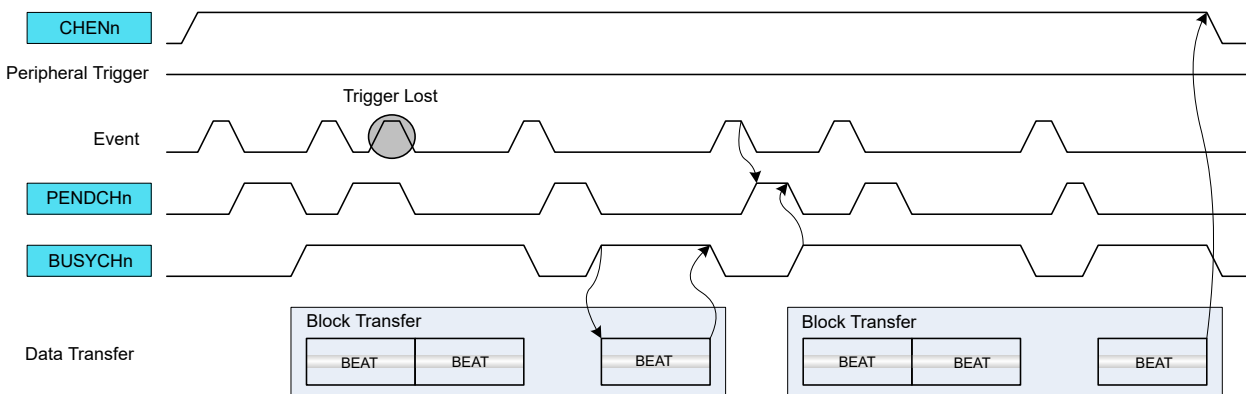 CHENn
Peripheral Trigger
Trigger Lost
Event
PENDCHn
BUSYCHn
Block Transfer
Block Transfer
Data Transfer
BEAT
BEAT
BEAT
BEAT
BEAT
BEAT